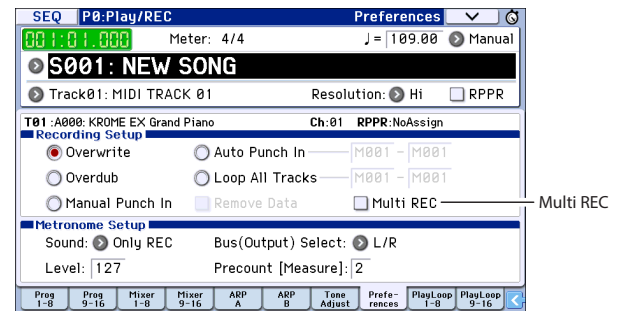 SEQ P0:Play/REC Preferences
001:01.000 Meter: 4/4 ♩= 109.00 Manual
S001: NEW SONG
Track01: MIDI TRACK 01 Resolution: Hi RPPR
T01 :A000: KROME EX Grand Piano Ch:01 RPPR:NoAssign
Recording Setup
Overwrite Auto Punch In M001 - M001
Overdub Loop All Tracks M001 - M001
Manual Punch In Remove Data Multi REC Multi REC
Metronome Setup
Sound: Only REC Bus(Output) Select: L/R
Level: 127 Precount [Measure]: 2
Prog 1-8 Prog 9-16 Mixer 1-8 Mixer 9-16 ARP A ARP B Tone Adjust Prefe-rences PlayLoop 1-8 PlayLoop 9-16